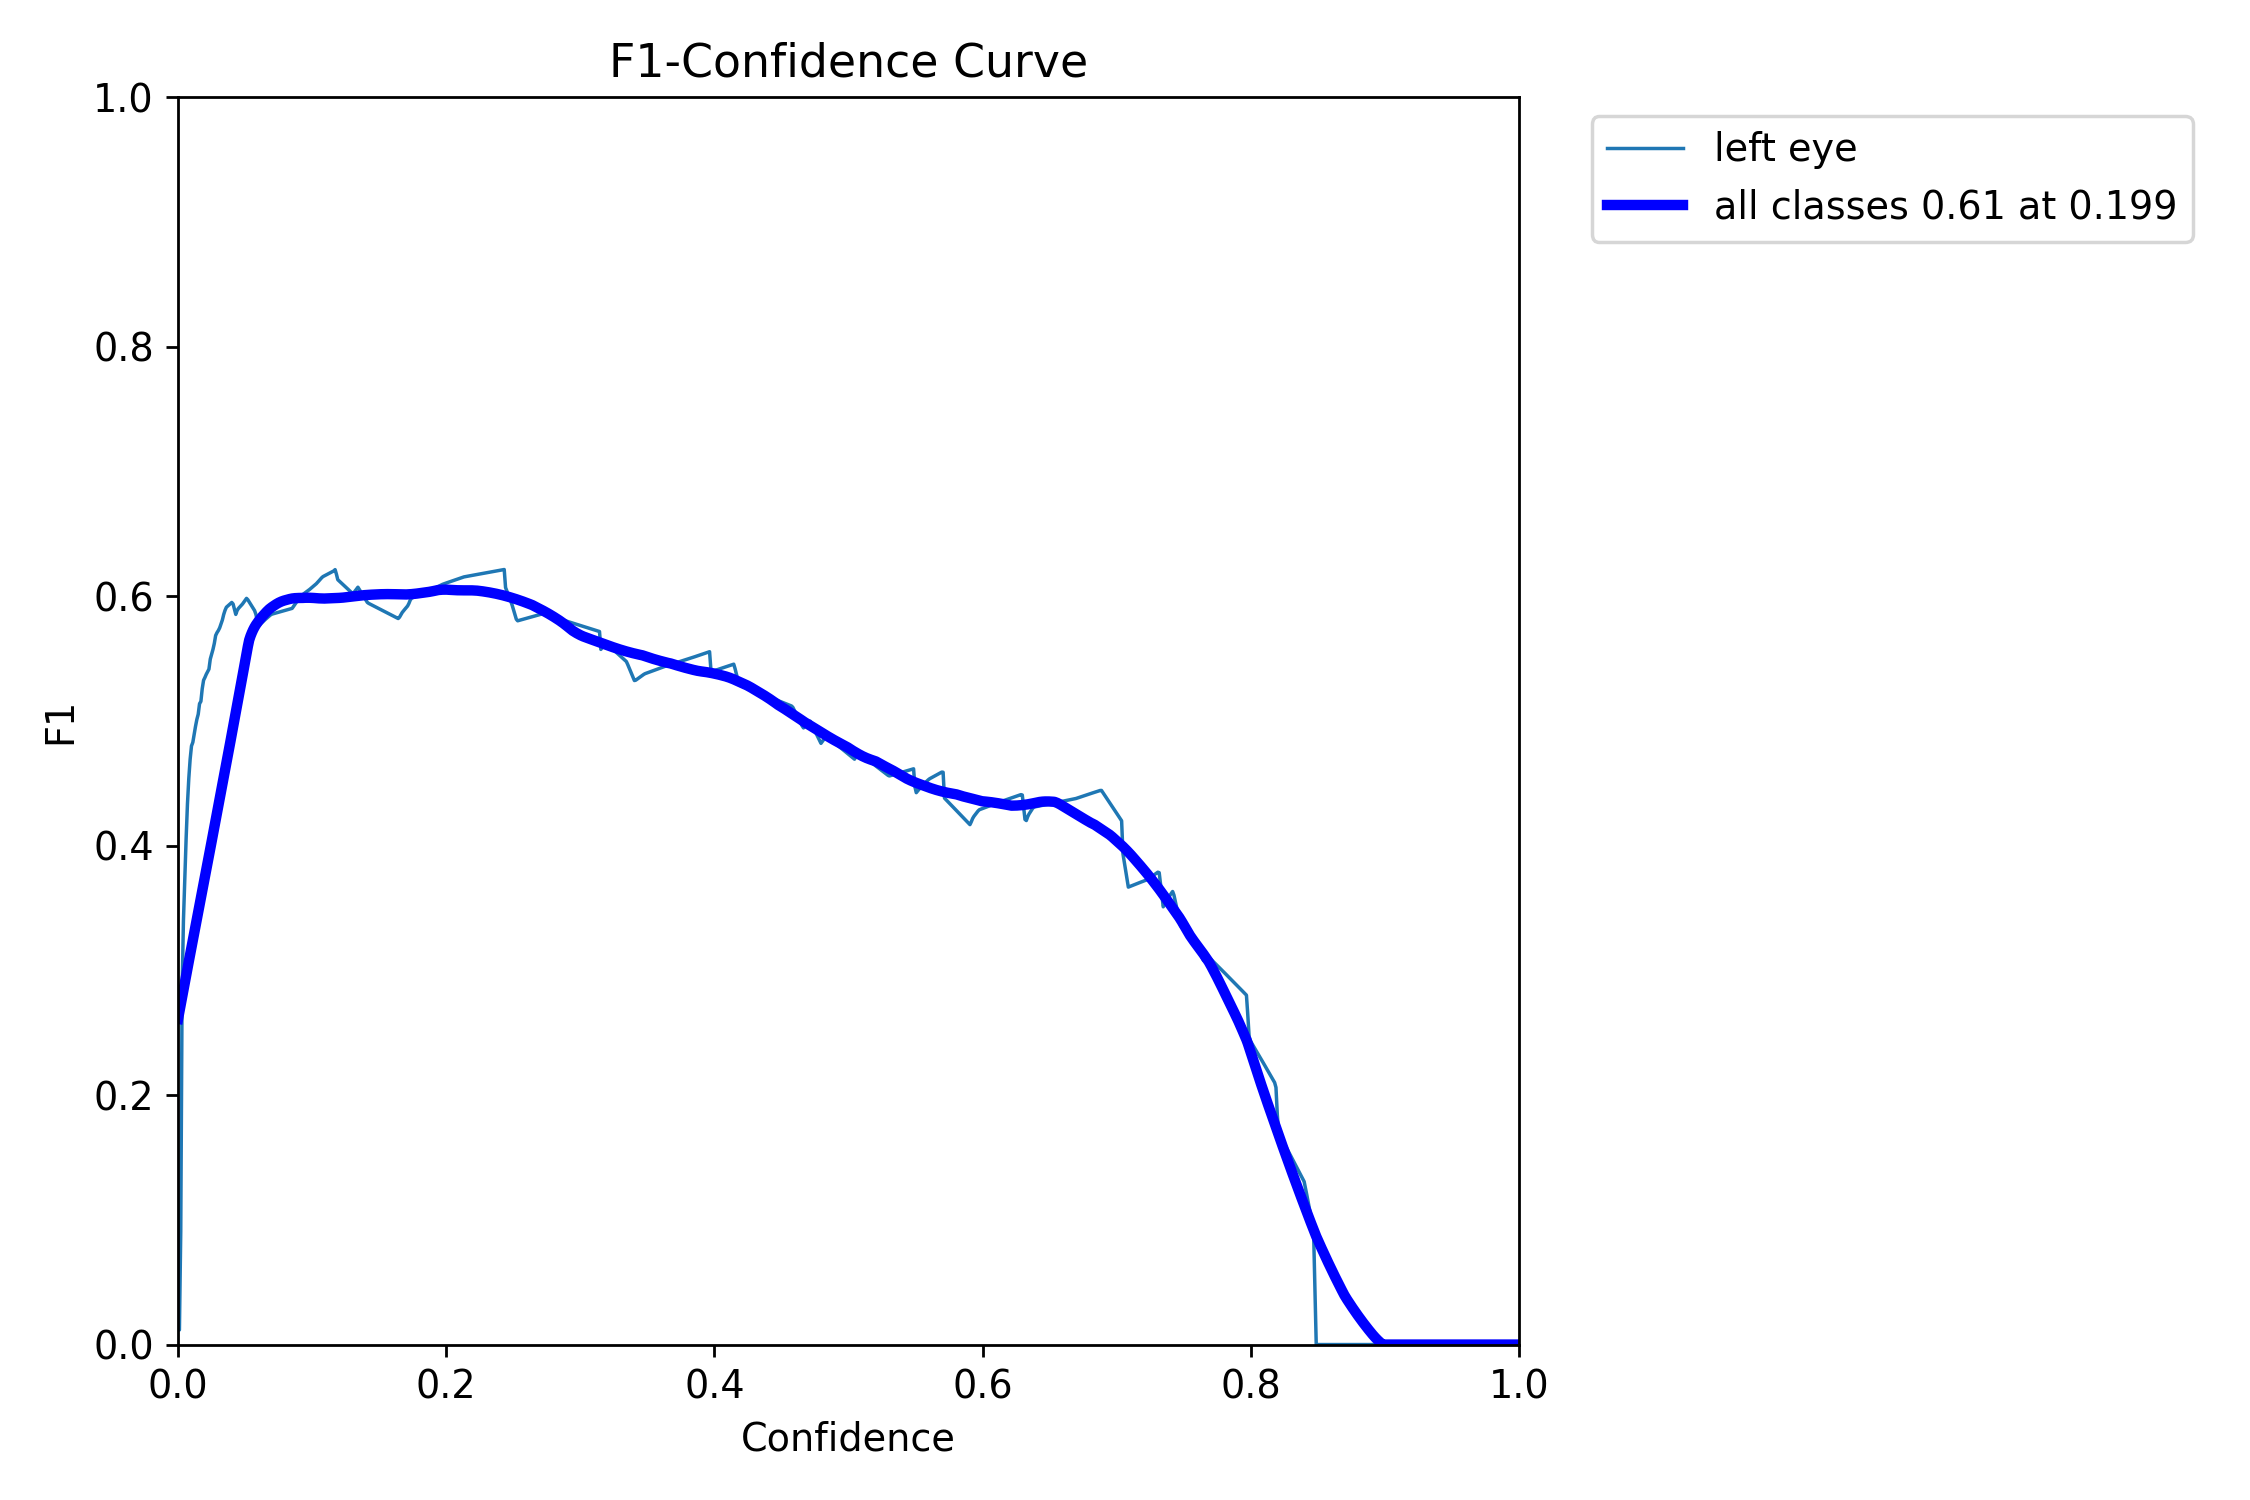 F1-Confidence Curve
1.0
0.8
0.6
0.4
0.2
0.0
F1
0.0 0.2 0.4 0.6 0.8 1.0
Confidence
left eye
all classes 0.61 at 0.199